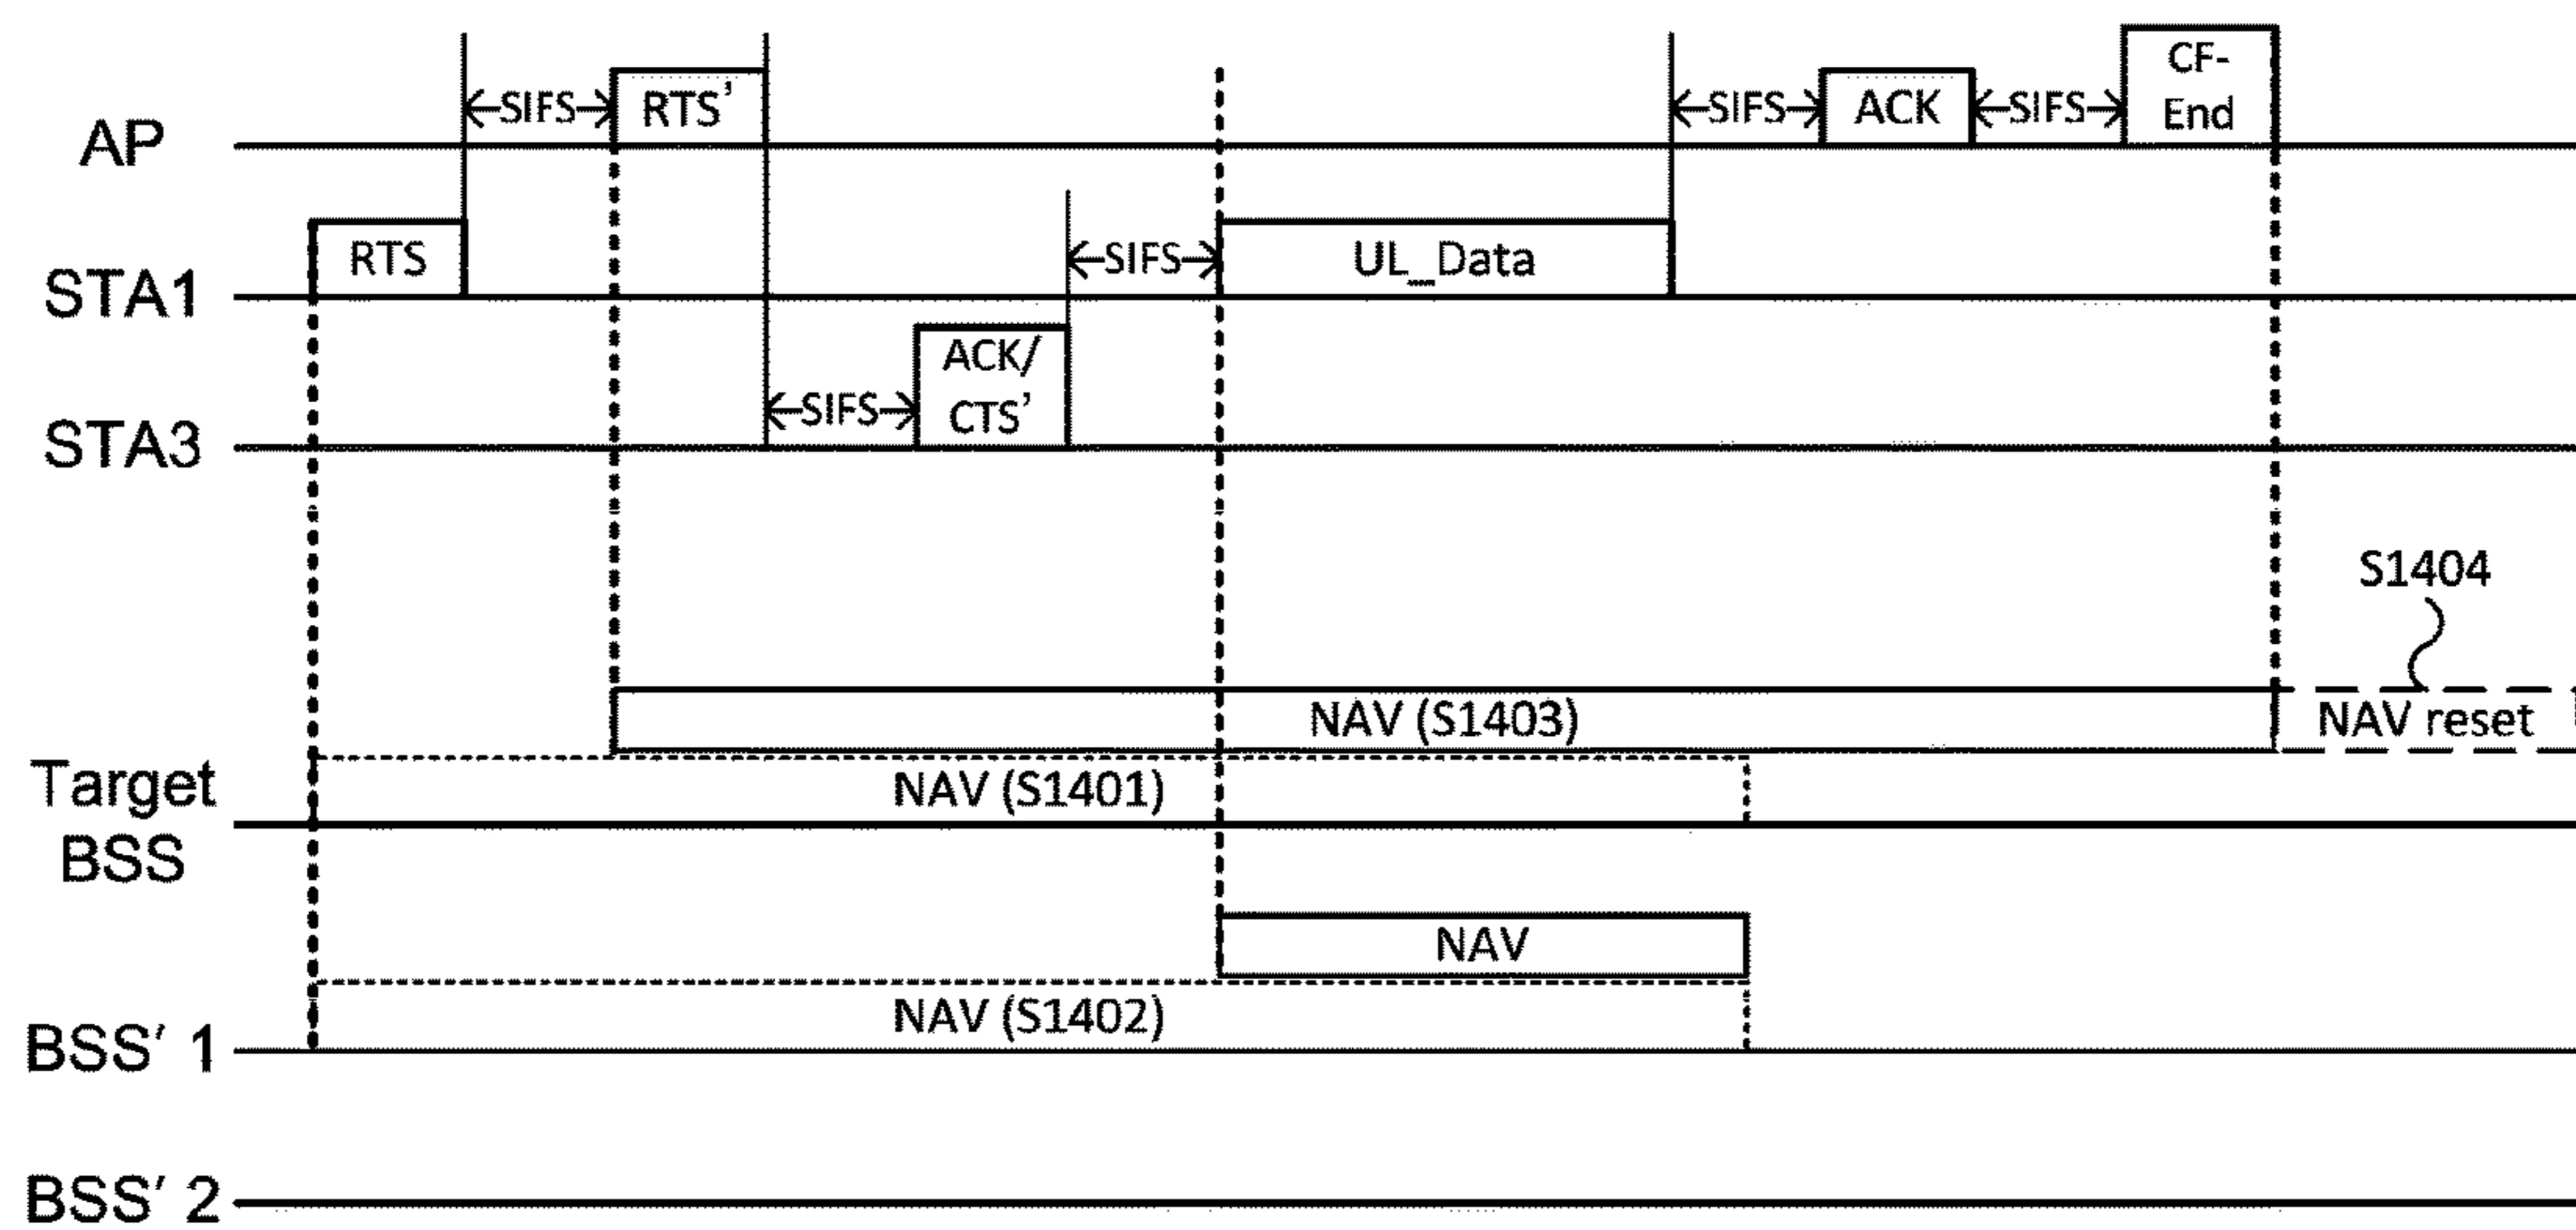 CF-
End
SIFS
RTS'
SIFS
ACK
SIFS
AP
RTS
SIFS
UL_Data
STA1
ACK/
CTS'
SIFS
STA3
S1404
NAV (S1403)
NAV reset
Target
BSS
NAV (S1401)
NAV
NAV (S1402)
BSS' 1
BSS' 2